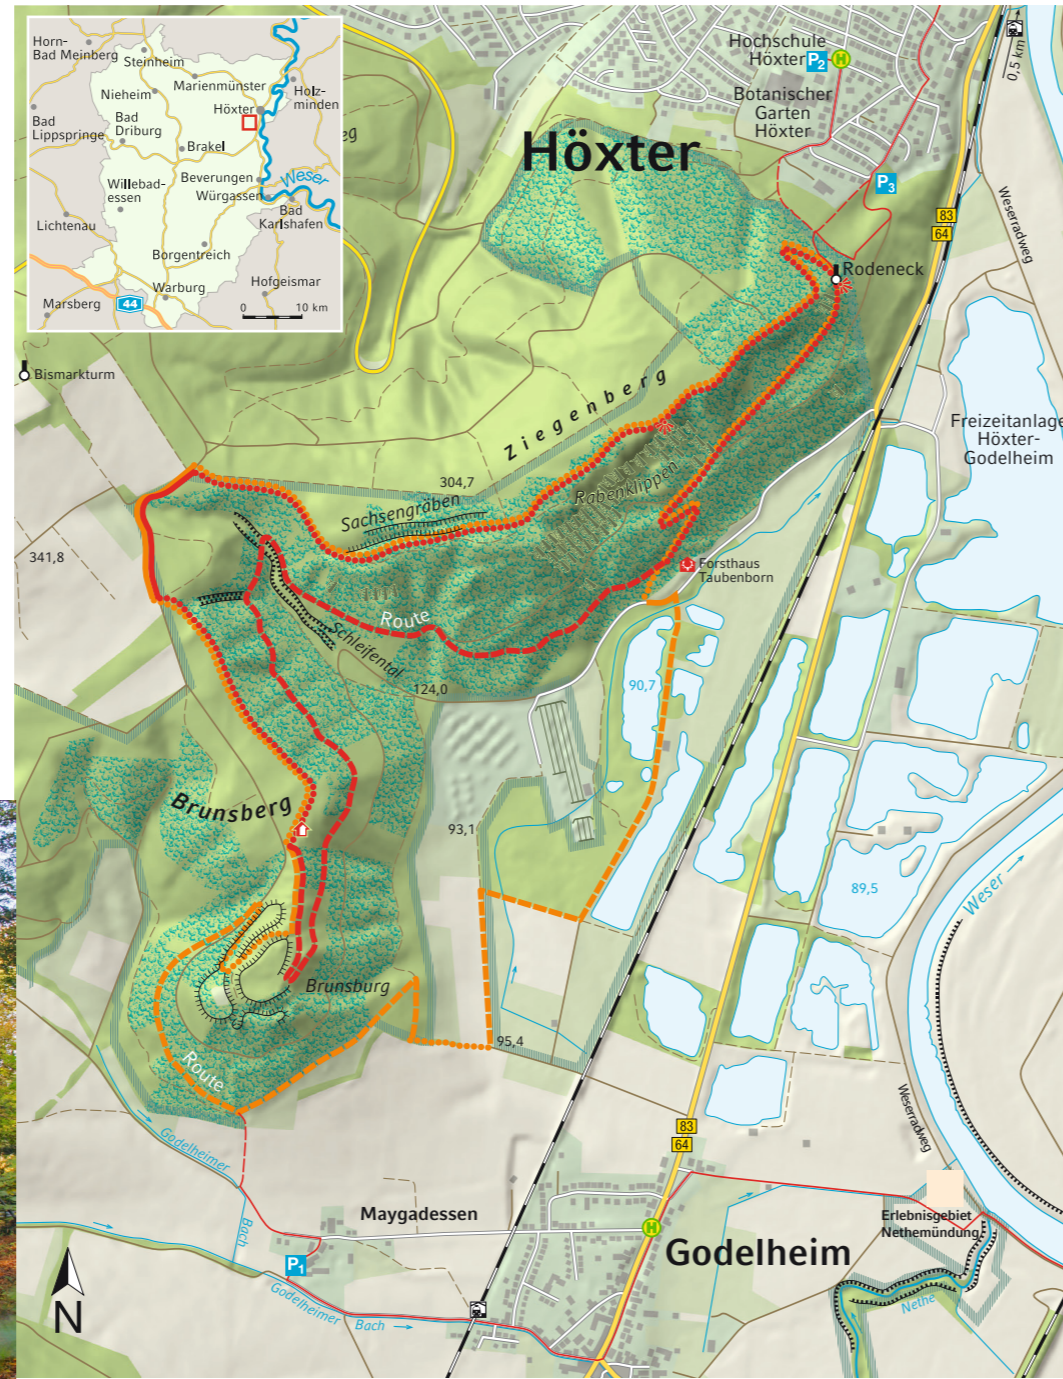 Horn-
Bad Meinberg
Steinheim
Marienmünster
Nieheim
Höxter
Holz-
minden
Bad
Lippspringe
Bad
Driburg
Brakel
Beverungen
Weser
Willebad-
essen
Würgassen
Bad
Karlshafen
Lichtenau
Borgentreich
Warburg
Hofgeismar
Marsberg
44
0 10 km
eg
Hochschule
Höxter
P2
H
0,5 km
Botanischer
Garten
Höxter
Höxter
P3
83
64
Weserradweg
Rodeneck
Bismarkturm
Ziegenberg
Freizeitanlage
Höxter-
Godelheim
Rabenklippen
304,7
Sachsengräben
341,8
Forsthaus
Taubenborn
Route
Schleifental
124,0
90,7
Brunsberg
93,1
89,5
Weser
Brunsburg
95,4
Route
83
64
Weserradweg
Godelheimer
Bach
Maygadessen
H
Erlebnisgebiet
Nethemündung
Godelheim
P1
Godelheimer
Bach
Nethe
N